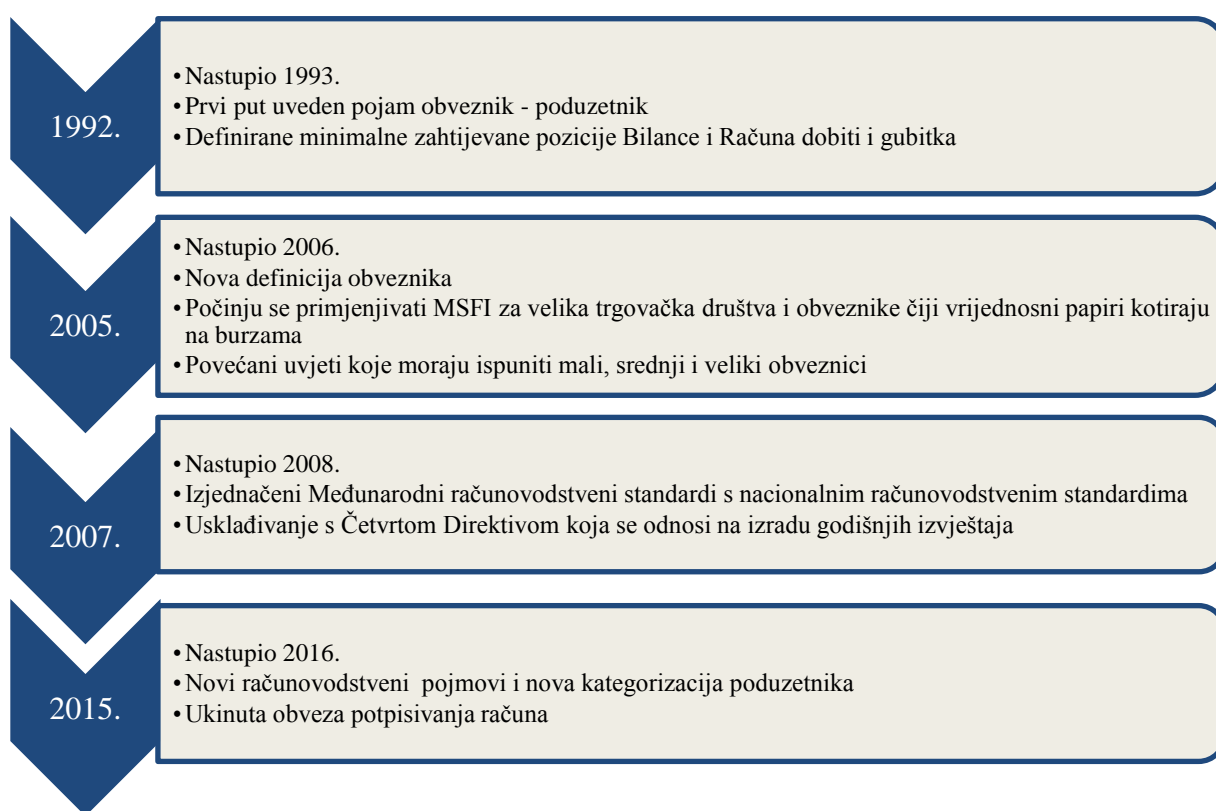 1992.
•Nastupio 1993.
•Prvi put uveden pojam obveznik - poduzetnik
•Definirane minimalne zahtijevane pozicije Bilance i Računa dobiti i gubitka
2005.
•Nastupio 2006.
•Nova definicija obveznika
•Počinju se primjenjivati MSFI za velika trgovačka društva i obveznike čiji vrijednosni papiri kotiraju
na burzama
•Povećani uvjeti koje moraju ispuniti mali, srednji i veliki obveznici
2007.
•Nastupio 2008.
•Izjednačeni Međunarodni računovodstveni standardi s nacionalnim računovodstvenim standardima
•Usklađivanje s Četvrtom Direktivom koja se odnosi na izradu godišnjih izvještaja
2015.
•Nastupio 2016.
•Novi računovodstveni pojmovi i nova kategorizacija poduzetnika
•Ukinuta obveza potpisivanja računa